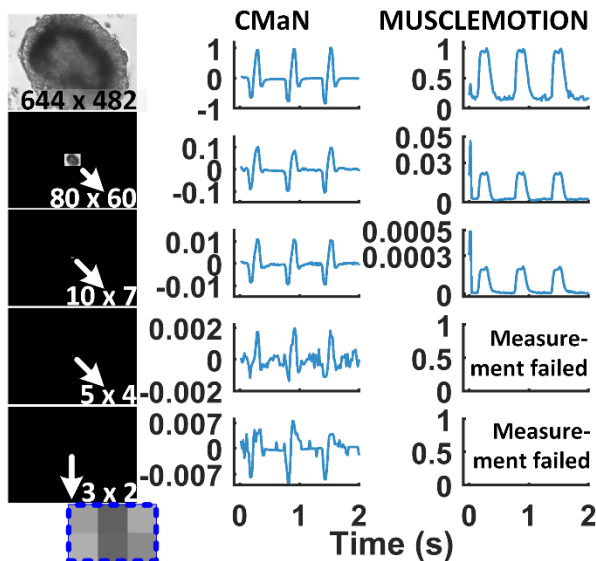 CMaN
MUSCLEMOTION
644 x 482
1
0
-1
1
0.5
0
80 x 60
0.1
0
-0.1
0.05
0.03
0
10 x 7
0.01
0
-0.01
0.0005
0.0003
0
5 x 4
0.002
0
-0.002
1
0.5
0
Measure-
ment failed
3 x 2
0.007
0
-0.007
1
0.5
0
Measure-
ment failed
0 1 2
0 1 2
Time (s)